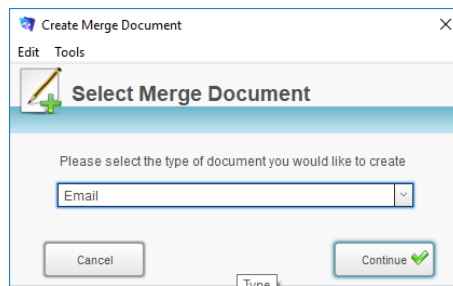 Create Merge Document
Edit Tools
Select Merge Document
Please select the type of document you would like to create
Email
Cancel
Continue
Type